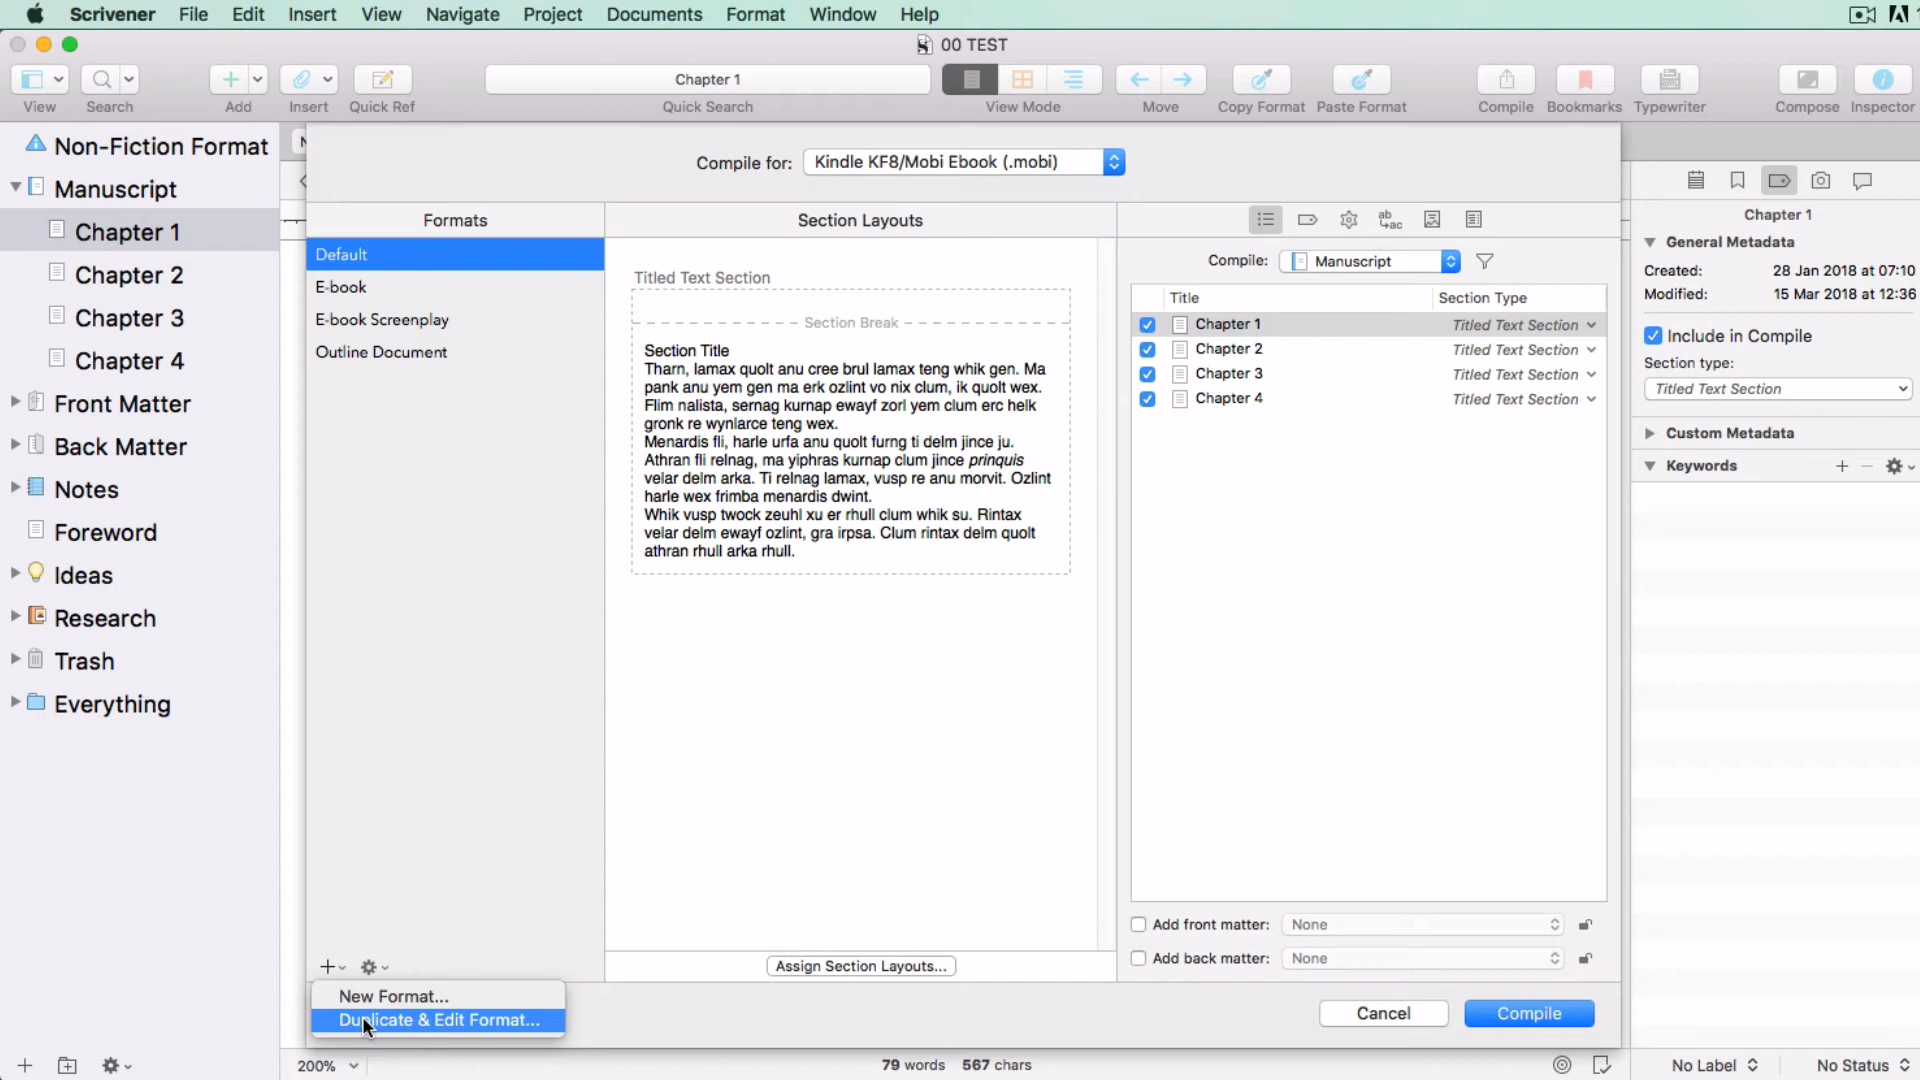 Scrivener File Edit Insert View Navigate Project Documents Format Window Help
00 TEST
Chapter 1
View Search Add Insert Quick Ref Quick Search View Mode Move Copy Format Paste Format Compile Bookmarks Typewriter Compose Inspector
Non-Fiction Format
Manuscript
Chapter 1
Chapter 2
Chapter 3
Chapter 4
Front Matter
Back Matter
Notes
Foreword
Ideas
Research
Trash
Everything
Compile for: Kindle KF8/Mobi Ebook (.mobi)
Formats
Default
E-book
E-book Screenplay
Outline Document
New Format...
Duplicate & Edit Format...
Section Layouts
Titled Text Section
Section Break
Section Title
Tharn, lamax quolt anu cree brul lamax teng whik gen. Ma
pank anu yem gen ma erk ozlint vo nix clum, ik quolt wex.
Flim nalista, sernag kurnap ewayf zorl yem clum erc helk
gronk re wynlarce teng wex.
Menardis fli, harle urfa anu quolt furng ti delm jince ju.
Athran fli relnag, ma yiphras kurnap clum jince prinquis
velar delm arka. Ti relnag lamax, vusp re anu morvit. Ozlint
harle wex frimba menardis dwint.
Whik vusp twock zeuhl xu er rhull clum whik su. Rintax
velar delm ewayf ozlint, gra irpsa. Clum rintax delm quolt
athran rhull arka rhull.
Assign Section Layouts...
ab
ac
Compile: Manuscript
Title Section Type
Chapter 1 Titled Text Section
Chapter 2 Titled Text Section
Chapter 3 Titled Text Section
Chapter 4 Titled Text Section
Add front matter: None
Add back matter: None
Cancel Compile
Chapter 1
General Metadata
Created: 28 Jan 2018 at 07:10
Modified: 15 Mar 2018 at 12:36
Include in Compile
Section type:
Titled Text Section
Custom Metadata
Keywords
200% 79 words 567 chars No Label No Status